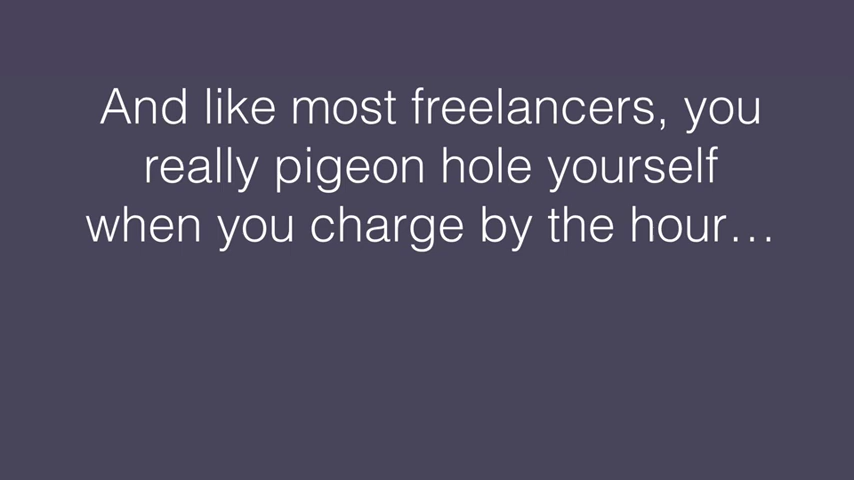 And like most freelancers, you
really pigeon hole yourself
when you charge by the hour…